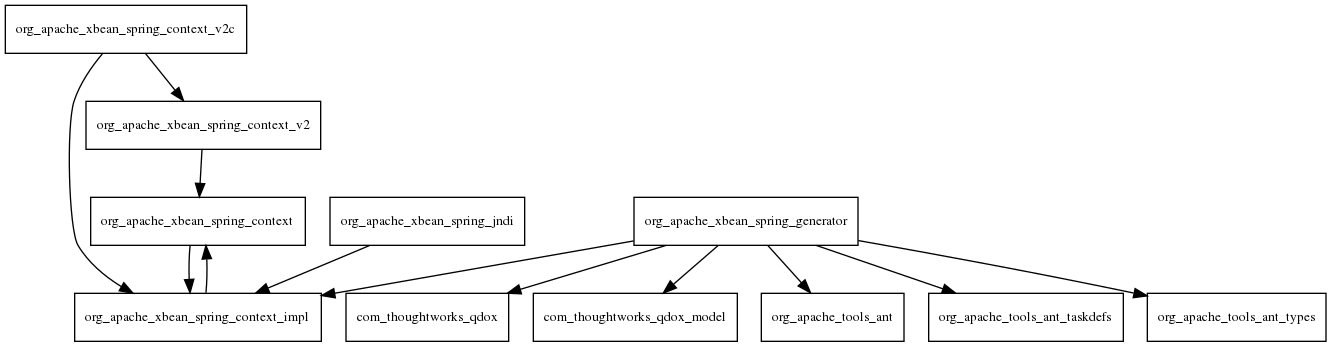 org_apache_xbean_spring_context_v2c
org_apache_xbean_spring_context_v2
org_apache_xbean_spring_context
org_apache_xbean_spring_jndi
org_apache_xbean_spring_generator
org_apache_xbean_spring_context_impl
com_thoughtworks_qdox
com_thoughtworks_qdox_model
org_apache_tools_ant
org_apache_tools_ant_taskdefs
org_apache_tools_ant_types